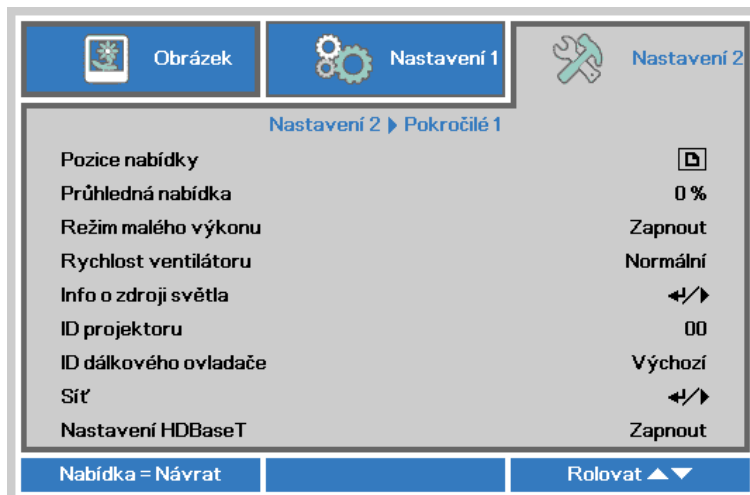 Obrázek Nastavení 1 Nastavení 2
Nastavení 2 Pokročilé 1
Pozice nabídky
Průhledná nabídka 0 %
Režim malého výkonu Zapnout
Rychlost ventilátoru Normální
Info o zdroji světla
ID projektoru 00
ID dálkového ovladače Výchozí
Síť
Nastavení HDBaseT Zapnout
Nabídka = Návrat Rolovat